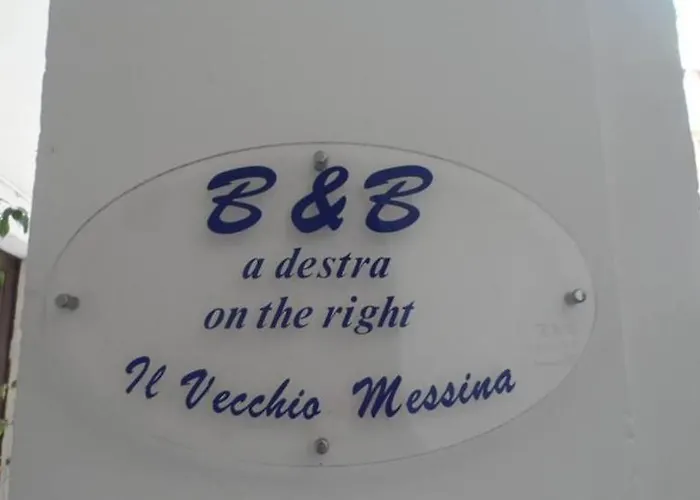 B & B
a destra
on the right
Il Vecchio Messina